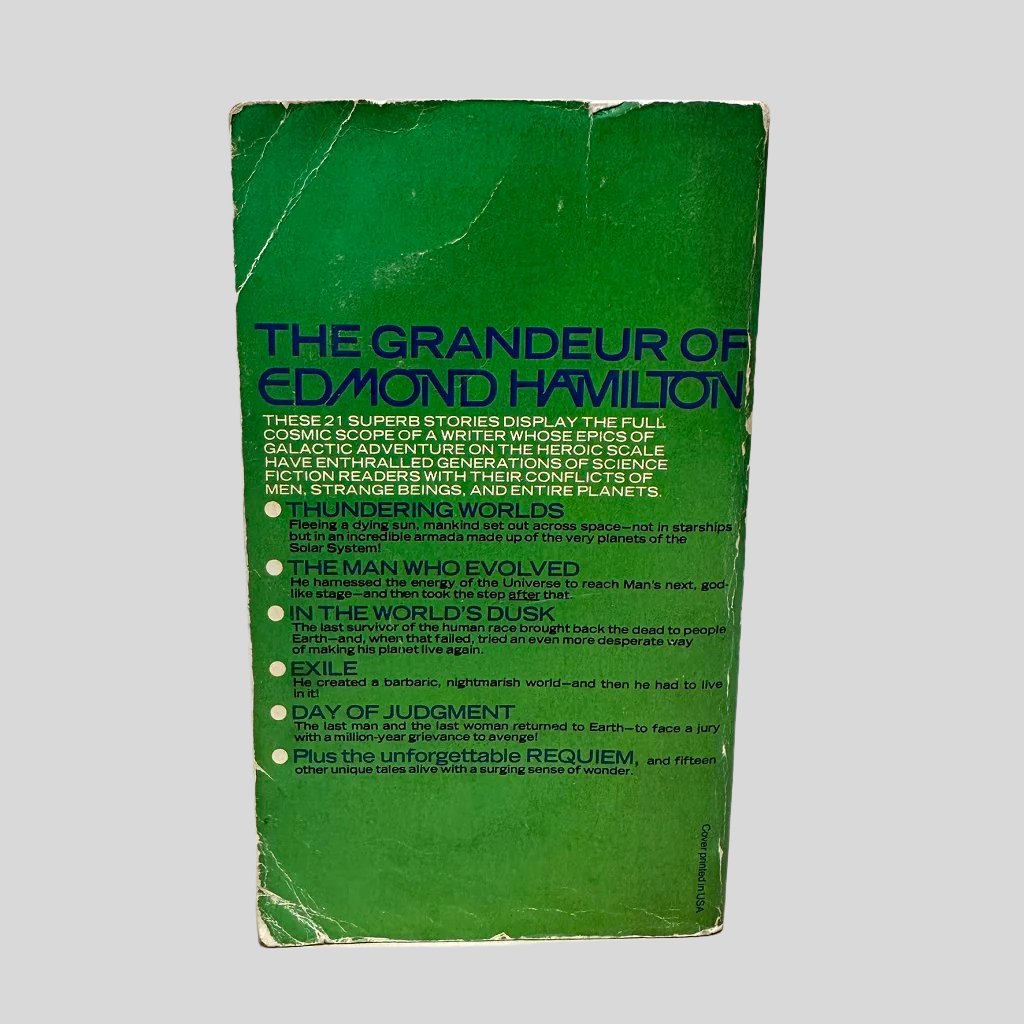 THE GRANDEUR OF
EDMOND HAMILTON
THESE 21 SUPERB STORIES DISPLAY THE FULL
COSMIC SCOPE OF A WRITER WHOSE EPICS OF
GALACTIC ADVENTURE ON THE HEROIC SCALE
HAVE ENTHRALLED GENERATIONS OF SCIENCE
FICTION READERS WITH THEIR CONFLICTS OF
MEN, STRANGE BEINGS, AND ENTIRE PLANETS.
● THUNDERING WORLDS
Fleeing a dying sun, mankind set out across space—not in starships
but in an incredible armada made up of the very planets of the
Solar System!
● THE MAN WHO EVOLVED
He harnessed the energy of the Universe to reach Man's next, god-
like stage—and then took the step after that.
● IN THE WORLD'S DUSK
The last survivor of the human race brought back the dead to people
Earth—and, when that failed, tried an even more desperate way
of making his planet live again.
● EXILE
He created a barbaric, nightmarish world—and then he had to live
in it!
● DAY OF JUDGMENT
The last man and the last woman returned to Earth—to face a jury
with a million-year grievance to avenge!
● Plus the unforgettable REQUIEM, and fifteen
other unique tales alive with a surging sense of wonder.
Cover printed in USA